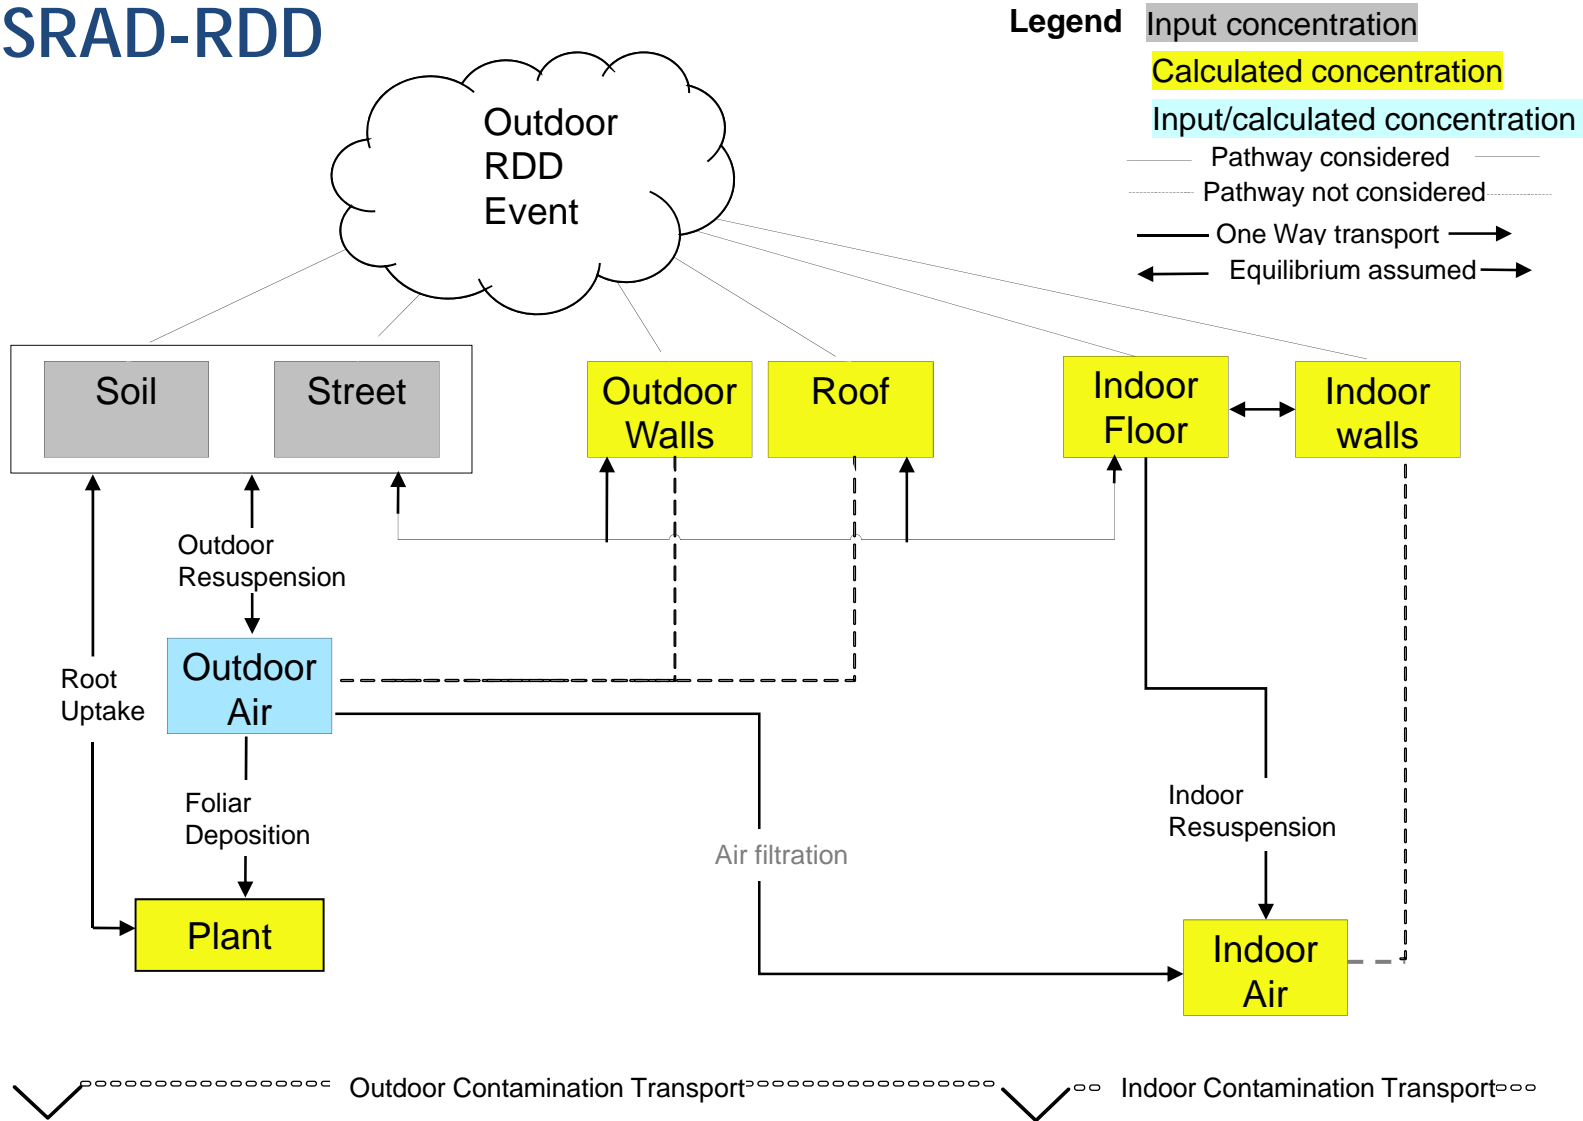 SRAD-RDD
Legend
Input concentration
Calculated concentration
Input/calculated concentration
Pathway considered
Pathway not considered
One Way transport
Equilibrium assumed
Outdoor
RDD
Event
Soil
Street
Outdoor
Walls
Roof
Indoor
Floor
Indoor
walls
Outdoor
Resuspension
Root
Uptake
Outdoor
Air
Foliar
Deposition
Air filtration
Indoor
Resuspension
Plant
Indoor
Air
Outdoor Contamination Transport
Indoor Contamination Transport